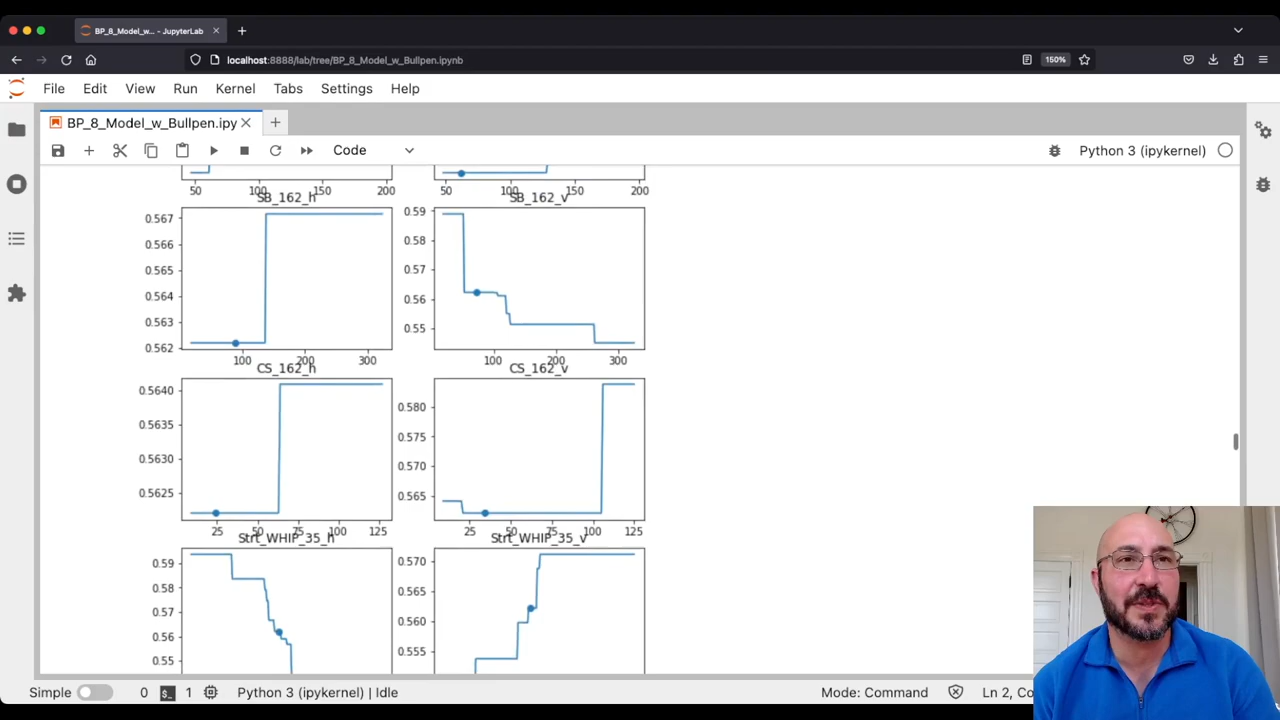 BP_8_Model_w... - JupyterLab
localhost:8888/lab/tree/BP_8_Model_w_Bullpen.ipynb
150%
File Edit View Run Kernel Tabs Settings Help
BP_8_Model_w_Bullpen.ipy
Code
Python 3 (ipykernel)
50 100 150 200
50 100 150 200
SB_162_h
SB_162_v
0.567
0.566
0.565
0.564
0.563
0.562
100 200 300
0.59
0.58
0.57
0.56
0.55
100 200 300
CS_162_h
CS_162_v
0.5640
0.5635
0.5630
0.5625
25 50 75 100 125
0.580
0.575
0.570
0.565
25 50 75 100 125
Strt_WHIP_35_h
Strt_WHIP_35_v
0.59
0.58
0.57
0.56
0.55
0.570
0.565
0.560
0.555
Simple 0 $_ 1 Python 3 (ipykernel) | Idle
Mode: Command Ln 2, Co